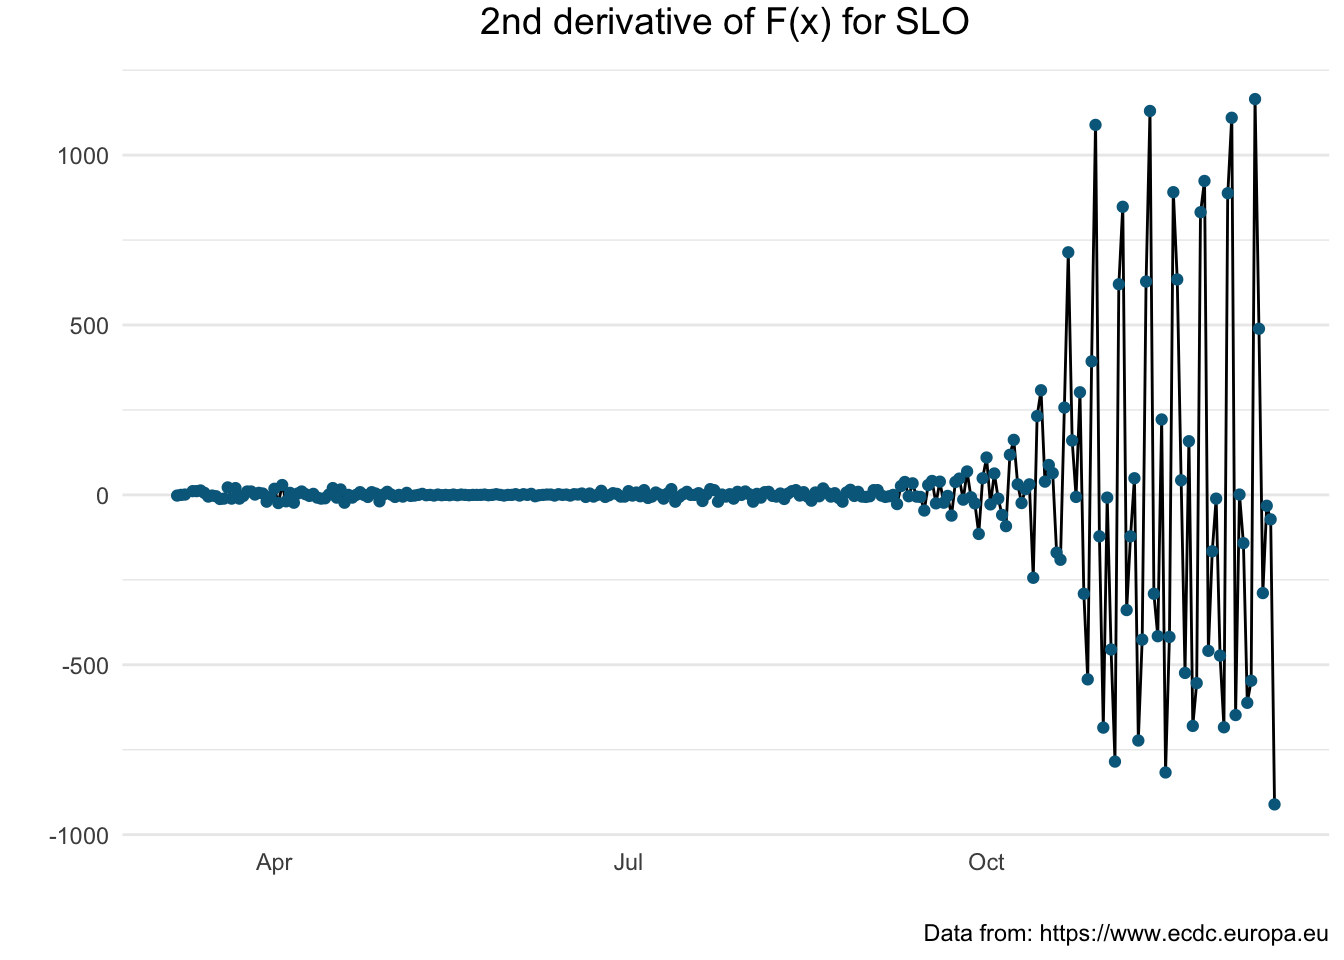 2nd derivative of F(x) for SLO
1000
500
0
-500
-1000
Apr Jul Oct
Data from: https://www.ecdc.europa.eu